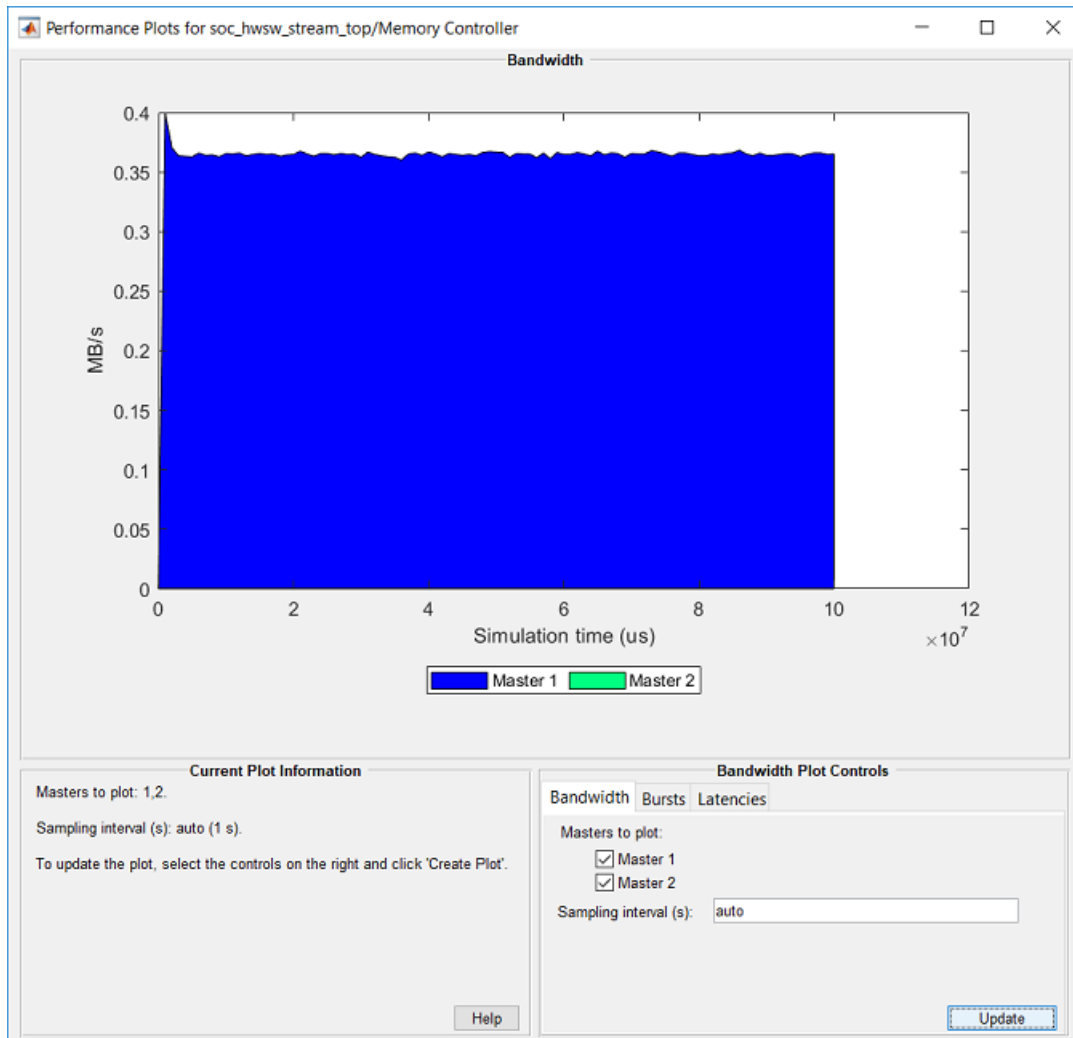 Performance Plots for soc_hwsw_stream_top/Memory Controller
Bandwidth
0.4
0.35
0.3
0.25
0.2
0.15
0.1
0.05
0
MB/s
0 2 4 6 8 10 12
Simulation time (us)
×10^7
Master 1 Master 2
Current Plot Information
Masters to plot: 1,2.
Sampling interval (s): auto (1 s).
To update the plot, select the controls on the right and click 'Create Plot'.
Help
Bandwidth Plot Controls
Bandwidth Bursts Latencies
Masters to plot:
Master 1
Master 2
Sampling interval (s): auto
Update